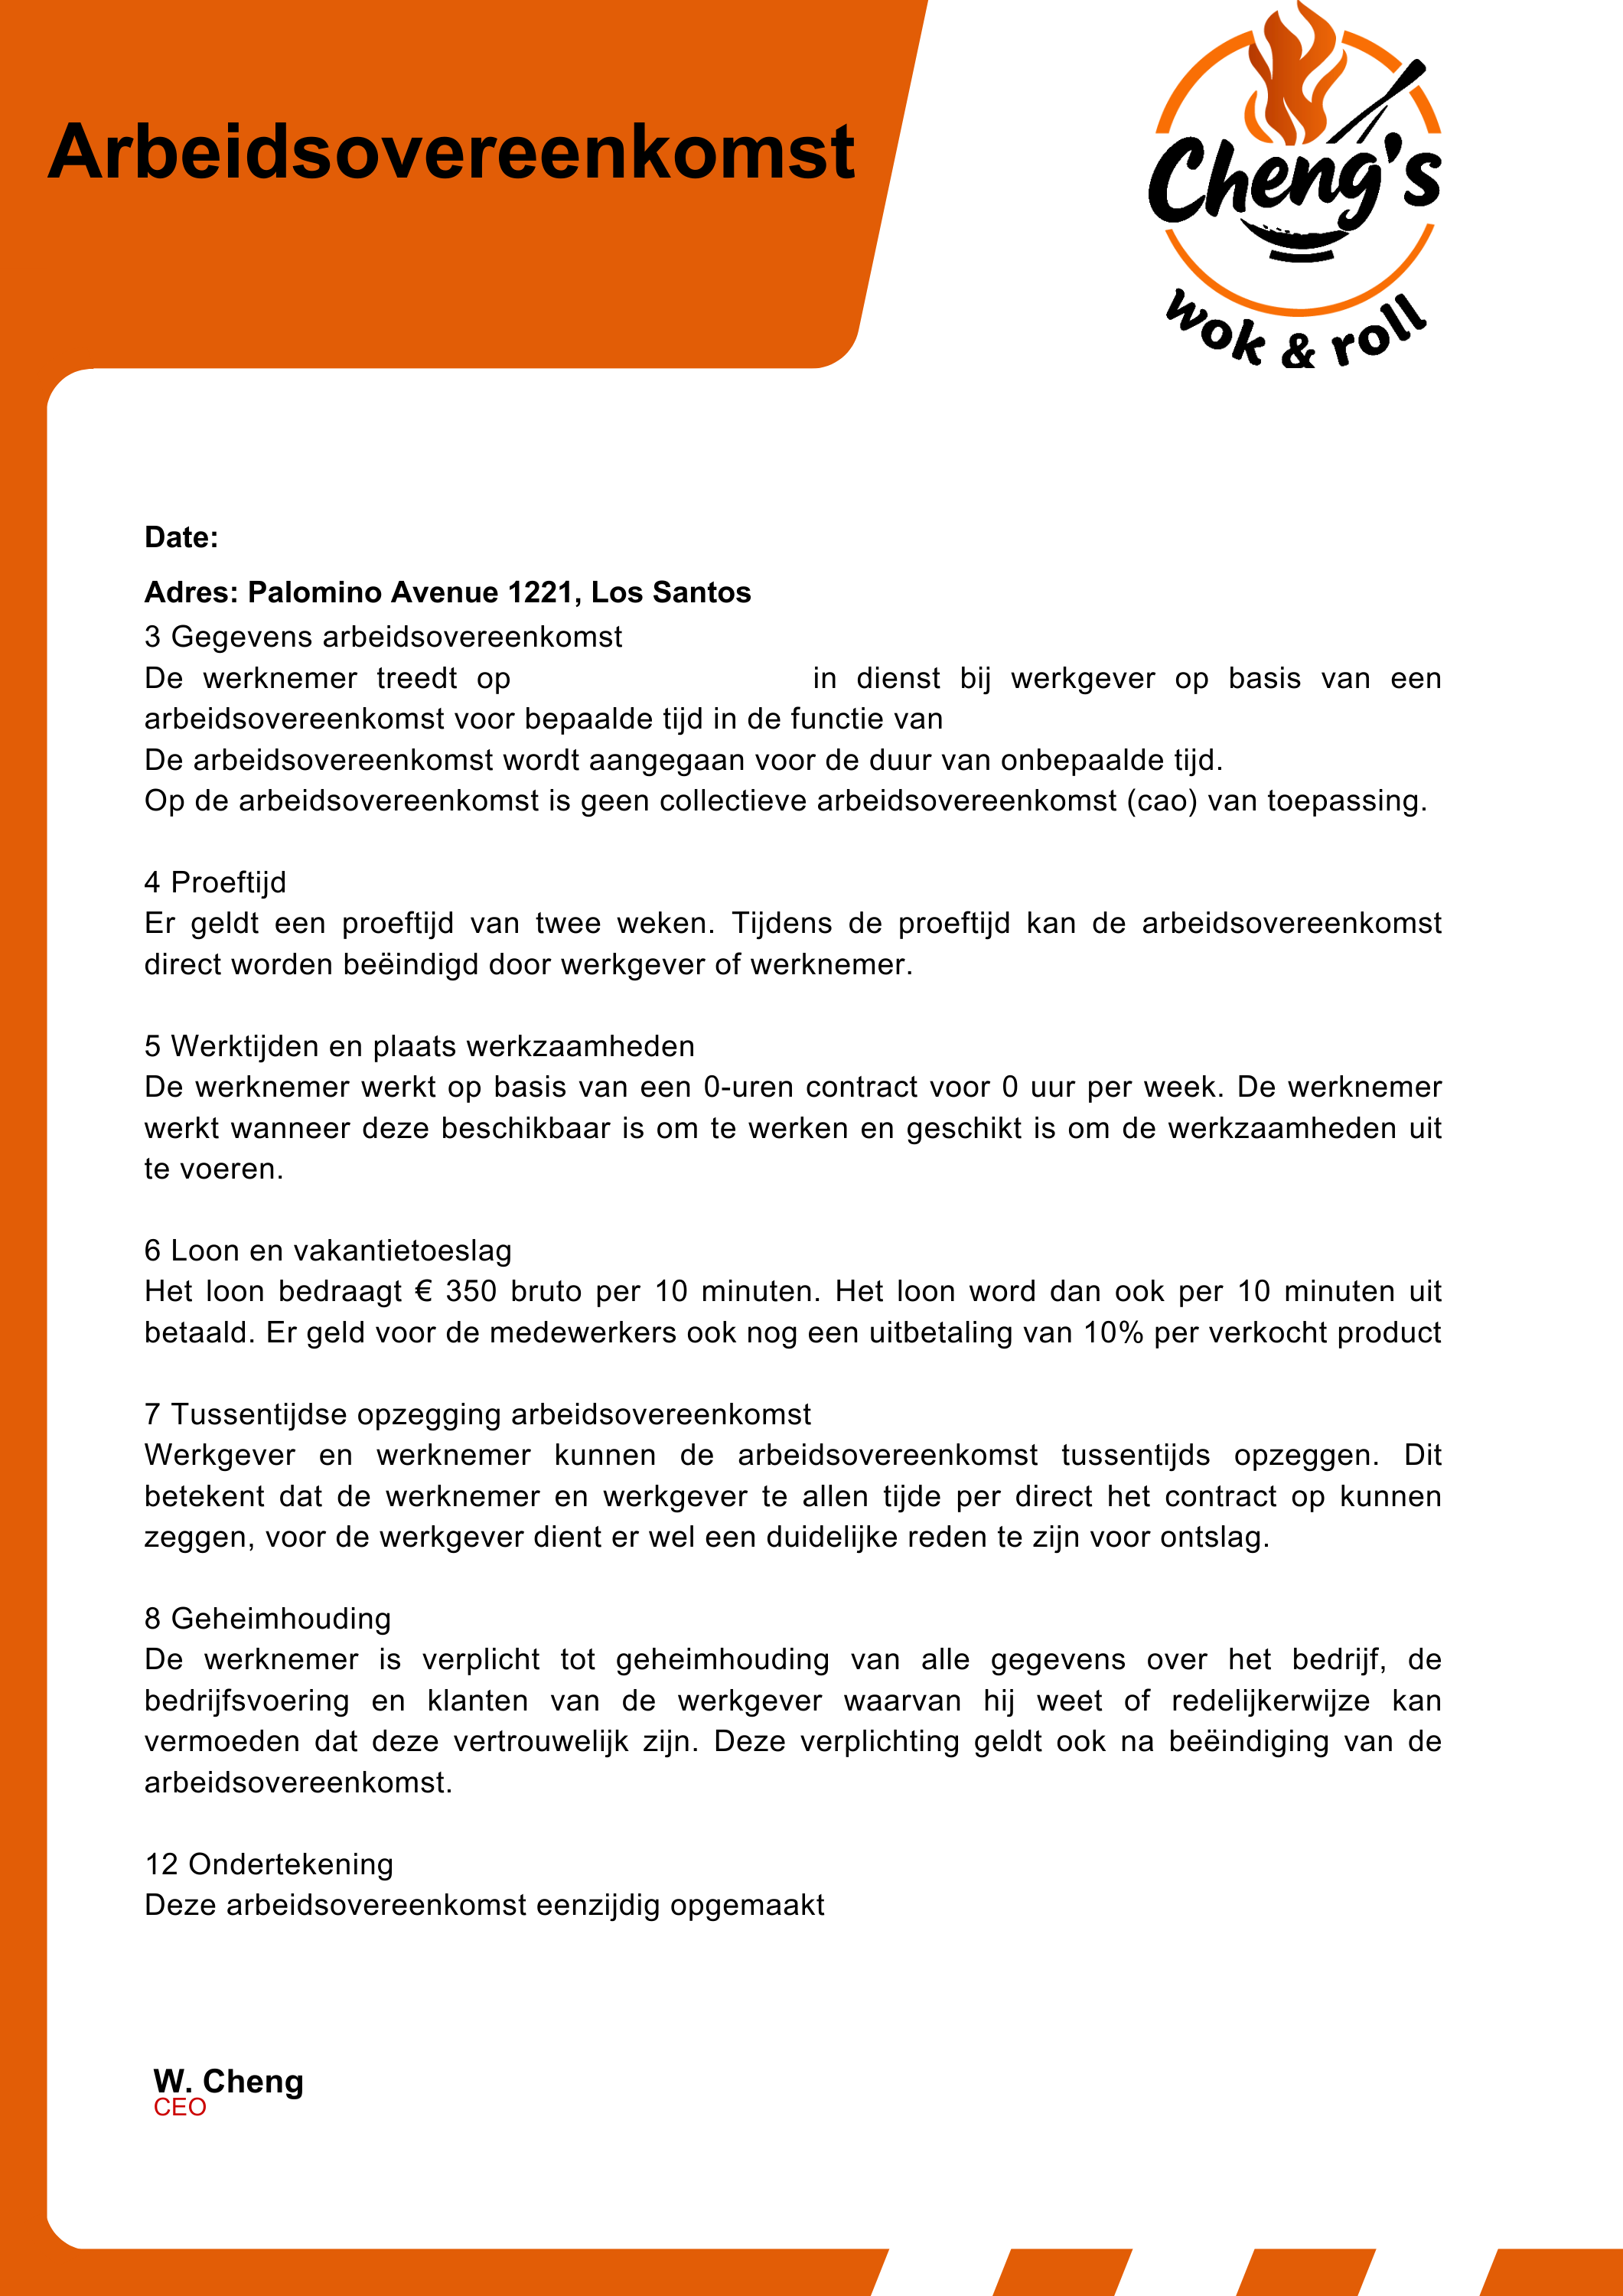 Arbeidsovereenkomst
Cheng's
wok & roll
Date:
Adres: Palomino Avenue 1221, Los Santos
3 Gegevens arbeidsovereenkomst
De werknemer treedt op in dienst bij werkgever op basis van een
arbeidsovereenkomst voor bepaalde tijd in de functie van
De arbeidsovereenkomst wordt aangegaan voor de duur van onbepaalde tijd.
Op de arbeidsovereenkomst is geen collectieve arbeidsovereenkomst (cao) van toepassing.
4 Proeftijd
Er geldt een proeftijd van twee weken. Tijdens de proeftijd kan de arbeidsovereenkomst
direct worden beëindigd door werkgever of werknemer.
5 Werktijden en plaats werkzaamheden
De werknemer werkt op basis van een 0-uren contract voor 0 uur per week. De werknemer
werkt wanneer deze beschikbaar is om te werken en geschikt is om de werkzaamheden uit
te voeren.
6 Loon en vakantietoeslag
Het loon bedraagt € 350 bruto per 10 minuten. Het loon word dan ook per 10 minuten uit
betaald. Er geld voor de medewerkers ook nog een uitbetaling van 10% per verkocht product
7 Tussentijdse opzegging arbeidsovereenkomst
Werkgever en werknemer kunnen de arbeidsovereenkomst tussentijds opzeggen. Dit
betekent dat de werknemer en werkgever te allen tijde per direct het contract op kunnen
zeggen, voor de werkgever dient er wel een duidelijke reden te zijn voor ontslag.
8 Geheimhouding
De werknemer is verplicht tot geheimhouding van alle gegevens over het bedrijf, de
bedrijfsvoering en klanten van de werkgever waarvan hij weet of redelijkerwijze kan
vermoeden dat deze vertrouwelijk zijn. Deze verplichting geldt ook na beëindiging van de
arbeidsovereenkomst.
12 Ondertekening
Deze arbeidsovereenkomst eenzijdig opgemaakt
W. Cheng
CEO